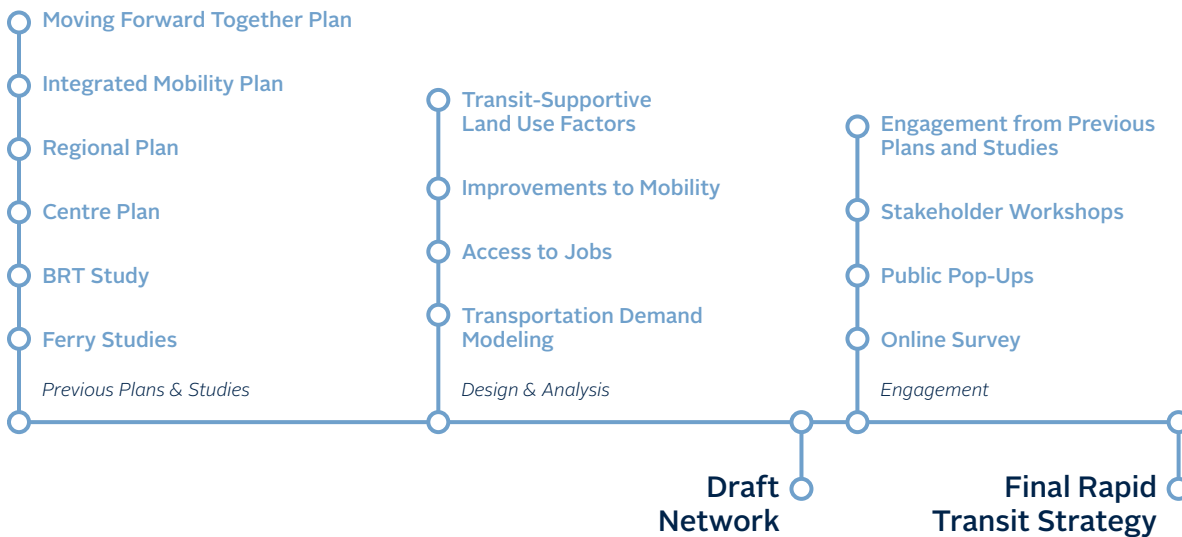 Moving Forward Together Plan
Integrated Mobility Plan
Regional Plan
Centre Plan
BRT Study
Ferry Studies
Previous Plans & Studies
Transit-Supportive
Land Use Factors
Improvements to Mobility
Access to Jobs
Transportation Demand
Modeling
Design & Analysis
Engagement from Previous
Plans and Studies
Stakeholder Workshops
Public Pop-Ups
Online Survey
Engagement
Draft
Network
Final Rapid
Transit Strategy